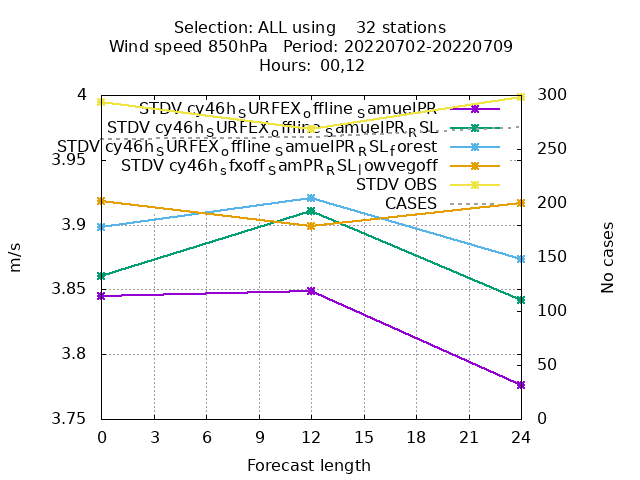 Selection: ALL using    32 stations
Wind speed 850hPa   Period: 20220702-20220709
Hours: 00,12
STDV cy46h_SURFEX_offline_SamuelPR
STDV cy46h_SURFEX_offline_SamuelPR_RSL
STDV cy46h_SURFEX_offline_SamuelPR_RSL_forest
STDV cy46h_sfxoff_SamPR_RSL_lowvegoff
STDV OBS
CASES
4
3.95
3.9
3.85
3.8
3.75
m/s
300
250
200
150
100
50
0
No cases
0 3 6 9 12 15 18 21 24
Forecast length